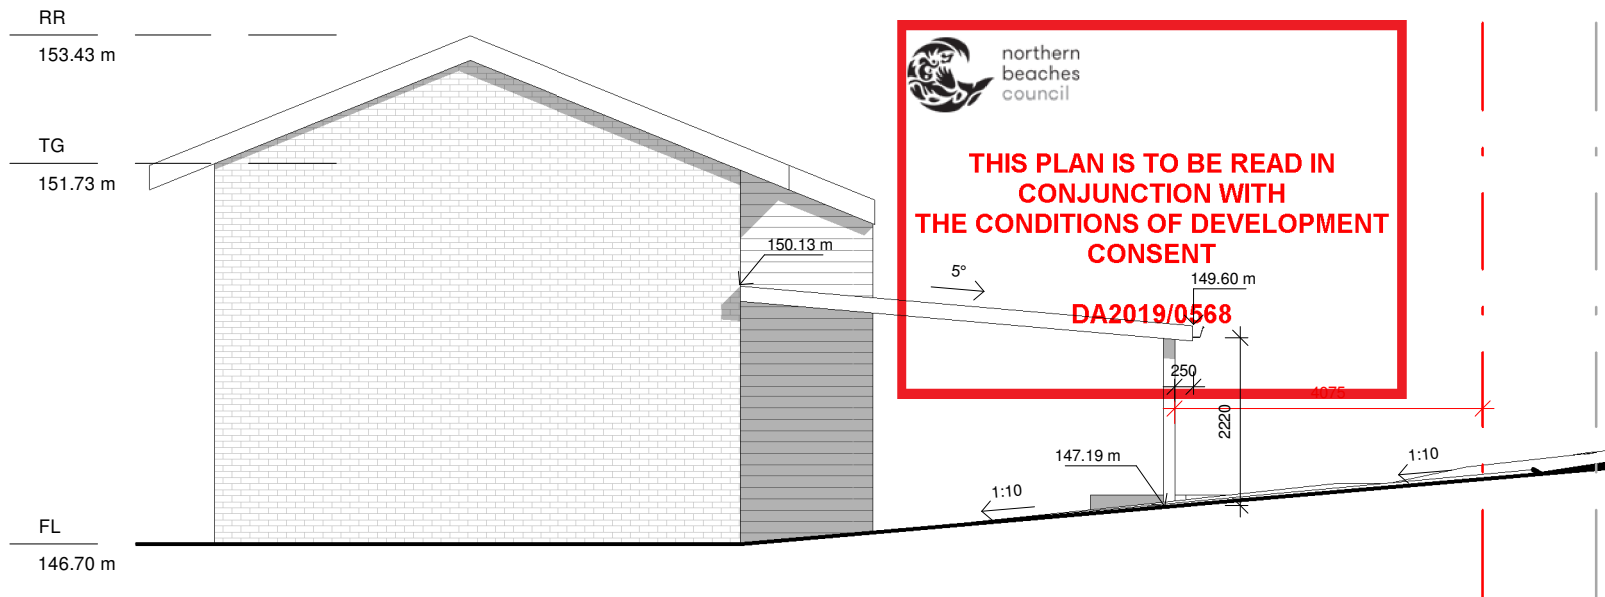 RR
153.43 m
TG
151.73 m
northern
beaches
council
THIS PLAN IS TO BE READ IN
CONJUNCTION WITH
THE CONDITIONS OF DEVELOPMENT
CONSENT
DA2019/0568
150.13 m
5°
149.60 m
250
4075
2220
147.19 m
1:10
1:10
FL
146.70 m